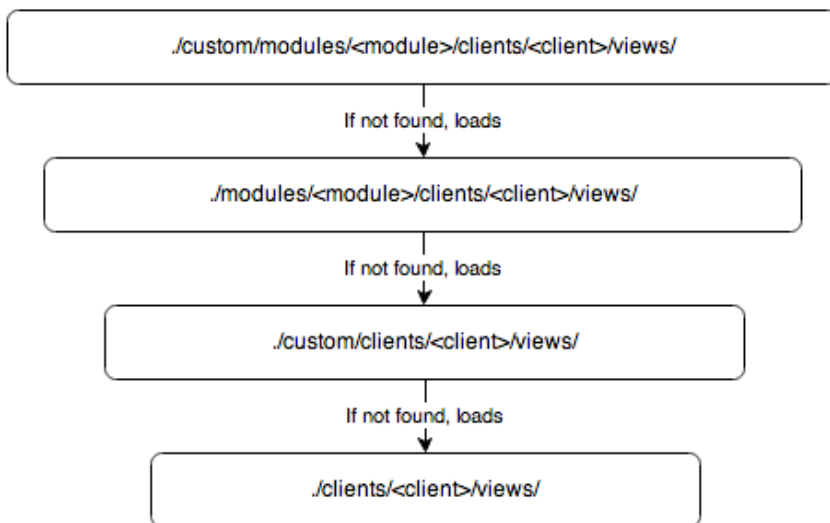 ./custom/modules/<module>/clients/<client>/views/
If not found, loads
./modules/<module>/clients/<client>/views/
If not found, loads
./custom/clients/<client>/views/
If not found, loads
./clients/<client>/views/